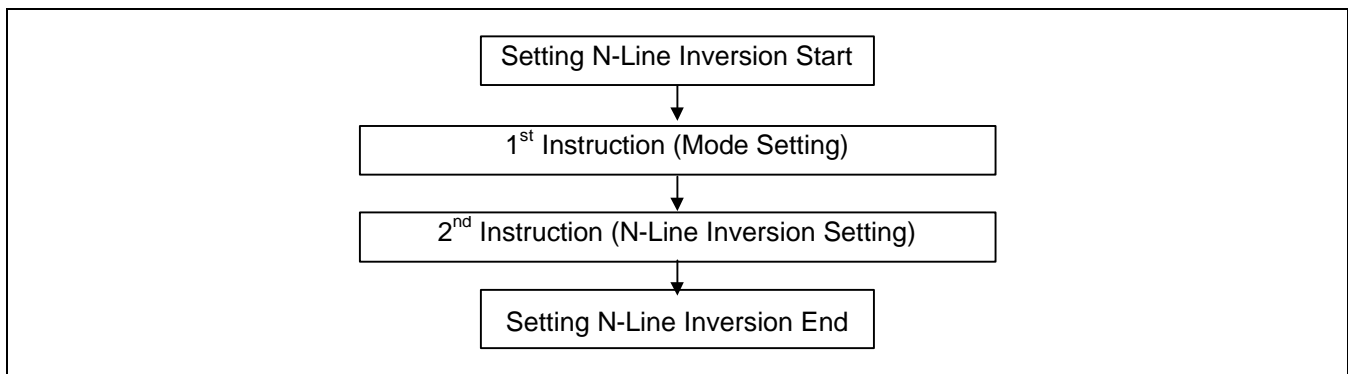 Setting N-Line Inversion Start
1st Instruction (Mode Setting)
2nd Instruction (N-Line Inversion Setting)
Setting N-Line Inversion End